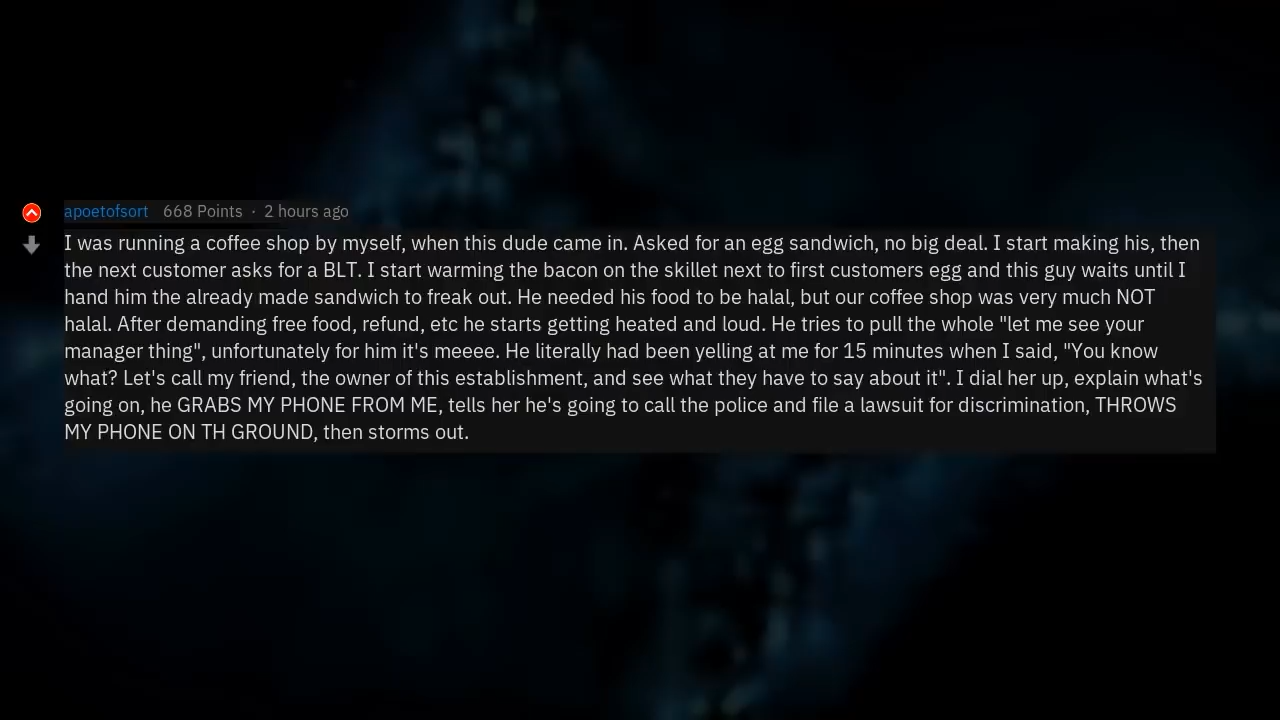 apoetofsort 668 Points · 2 hours ago
I was running a coffee shop by myself, when this dude came in. Asked for an egg sandwich, no big deal. I start making his, then
the next customer asks for a BLT. I start warming the bacon on the skillet next to first customers egg and this guy waits until I
hand him the already made sandwich to freak out. He needed his food to be halal, but our coffee shop was very much NOT
halal. After demanding free food, refund, etc he starts getting heated and loud. He tries to pull the whole "let me see your
manager thing", unfortunately for him it's meeee. He literally had been yelling at me for 15 minutes when I said, "You know
what? Let's call my friend, the owner of this establishment, and see what they have to say about it". I dial her up, explain what's
going on, he GRABS MY PHONE FROM ME, tells her he's going to call the police and file a lawsuit for discrimination, THROWS
MY PHONE ON TH GROUND, then storms out.